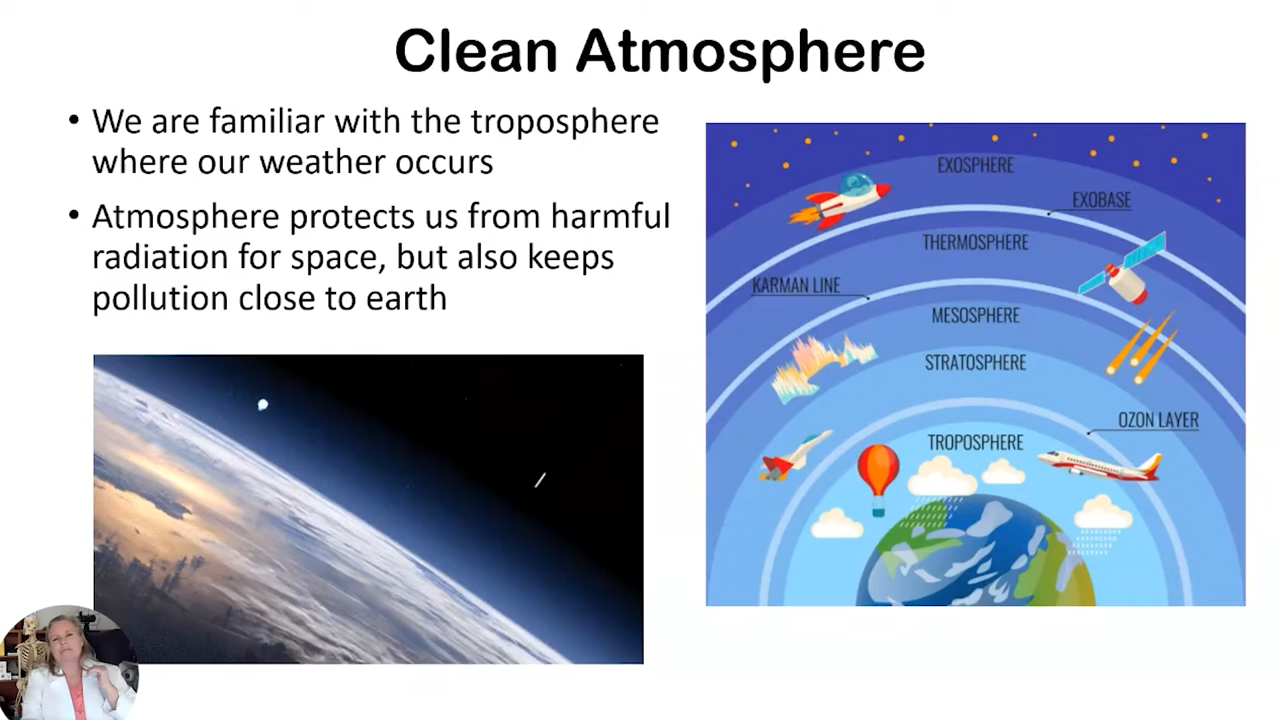 Clean Atmosphere
• We are familiar with the troposphere
where our weather occurs
• Atmosphere protects us from harmful
radiation for space, but also keeps
pollution close to earth
EXOSPHERE
EXOBASE
THERMOSPHERE
KARMAN LINE
MESOSPHERE
STRATOSPHERE
OZON LAYER
TROPOSPHERE